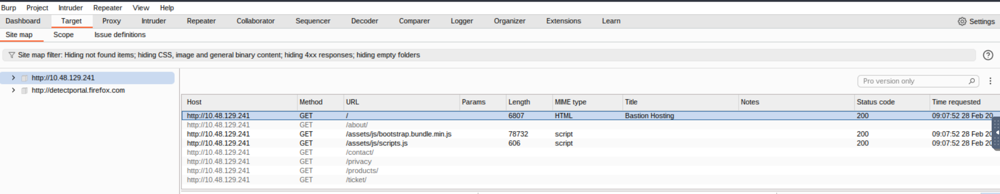 Burp Project Intruder Repeater View Help
Dashboard Target Proxy Intruder Repeater Collaborator Sequencer Decoder Comparer Logger Organizer Extensions Learn Settings
Site map Scope Issue definitions
Site map filter: Hiding not found items; hiding CSS, image and general binary content; hiding 4xx responses; hiding empty folders ?
http://10.48.129.241
http://detectportal.firefox.com
Pro version only
Host Method URL Params Length MIME type Title Notes Status code Time requested
http://10.48.129.241 GET / 6807 HTML Bastion Hosting 200 09:07:52 28 Feb 20
http://10.48.129.241 GET /about/
http://10.48.129.241 GET /assets/js/bootstrap.bundle.min.js 78732 script 200 09:07:52 28 Feb 20
http://10.48.129.241 GET /assets/js/scripts.js 606 script 200 09:07:52 28 Feb 20
http://10.48.129.241 GET /contact/
http://10.48.129.241 GET /privacy
http://10.48.129.241 GET /products/
http://10.48.129.241 GET /ticket/